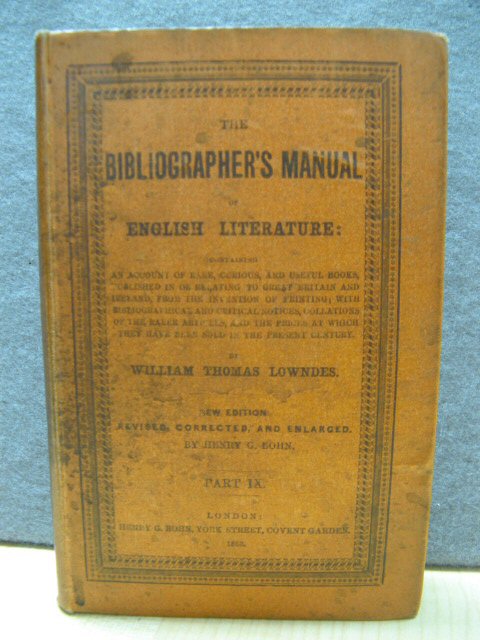 THE
BIBLIOGRAPHER'S MANUAL
OF
ENGLISH LITERATURE:
CONTAINING
AN ACCOUNT OF RARE, CURIOUS, AND USEFUL BOOKS,
PUBLISHED IN OR RELATING TO GREAT BRITAIN AND
IRELAND, FROM THE INVENTION OF PRINTING; WITH
BIBLIOGRAPHICAL AND CRITICAL NOTICES, COLLATIONS
OF THE RARER ARTICLES, AND THE PRICES AT WHICH
THEY HAVE BEEN SOLD IN THE PRESENT CENTURY.
BY
WILLIAM THOMAS LOWNDES.
NEW EDITION
REVISED, CORRECTED, AND ENLARGED.
BY HENRY G. BOHN.
PART IX.
LONDON:
HENRY G. BOHN, YORK STREET, COVENT GARDEN.